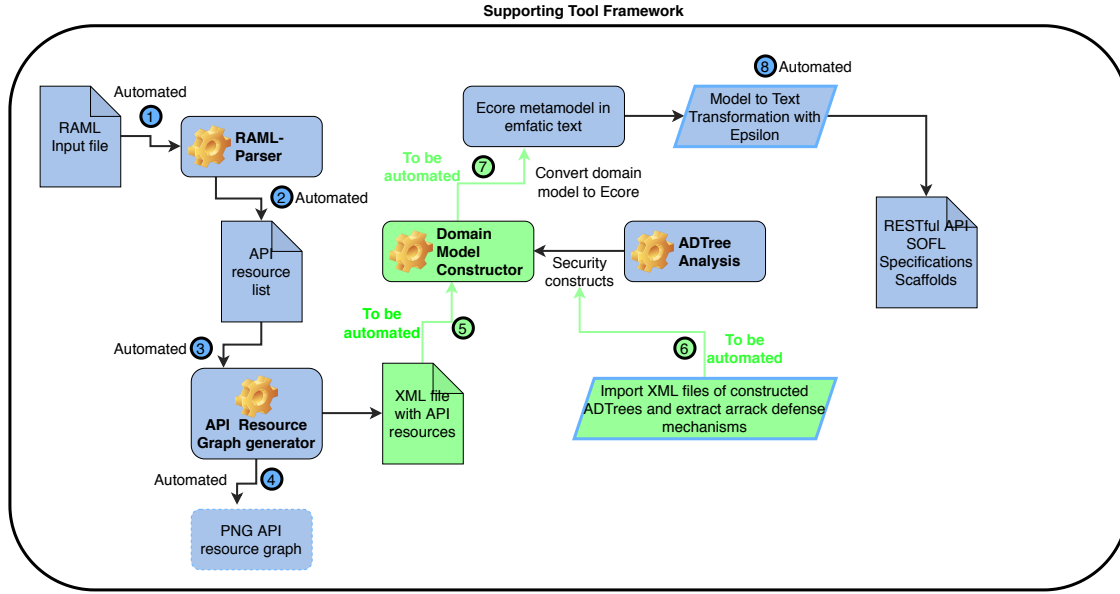 Supporting Tool Framework
Automated
1
RAML
Input file
RAML-
Parser
2
Automated
API
resource
list
Automated
3
API Resource
Graph generator
Automated
4
PNG API
resource graph
XML file
with API
resources
To be
automated
5
Domain
Model
Constructor
To be
automated
7
Convert domain
model to Ecore
Ecore metamodel in
emfatic text
ADTree
Analysis
Security
constructs
6
To be
automated
Import XML files of constructed
ADTrees and extract arrack defense
mechanisms
8
Automated
Model to Text
Transformation with
Epsilon
RESTful API
SOFL
Specifications
Scaffolds